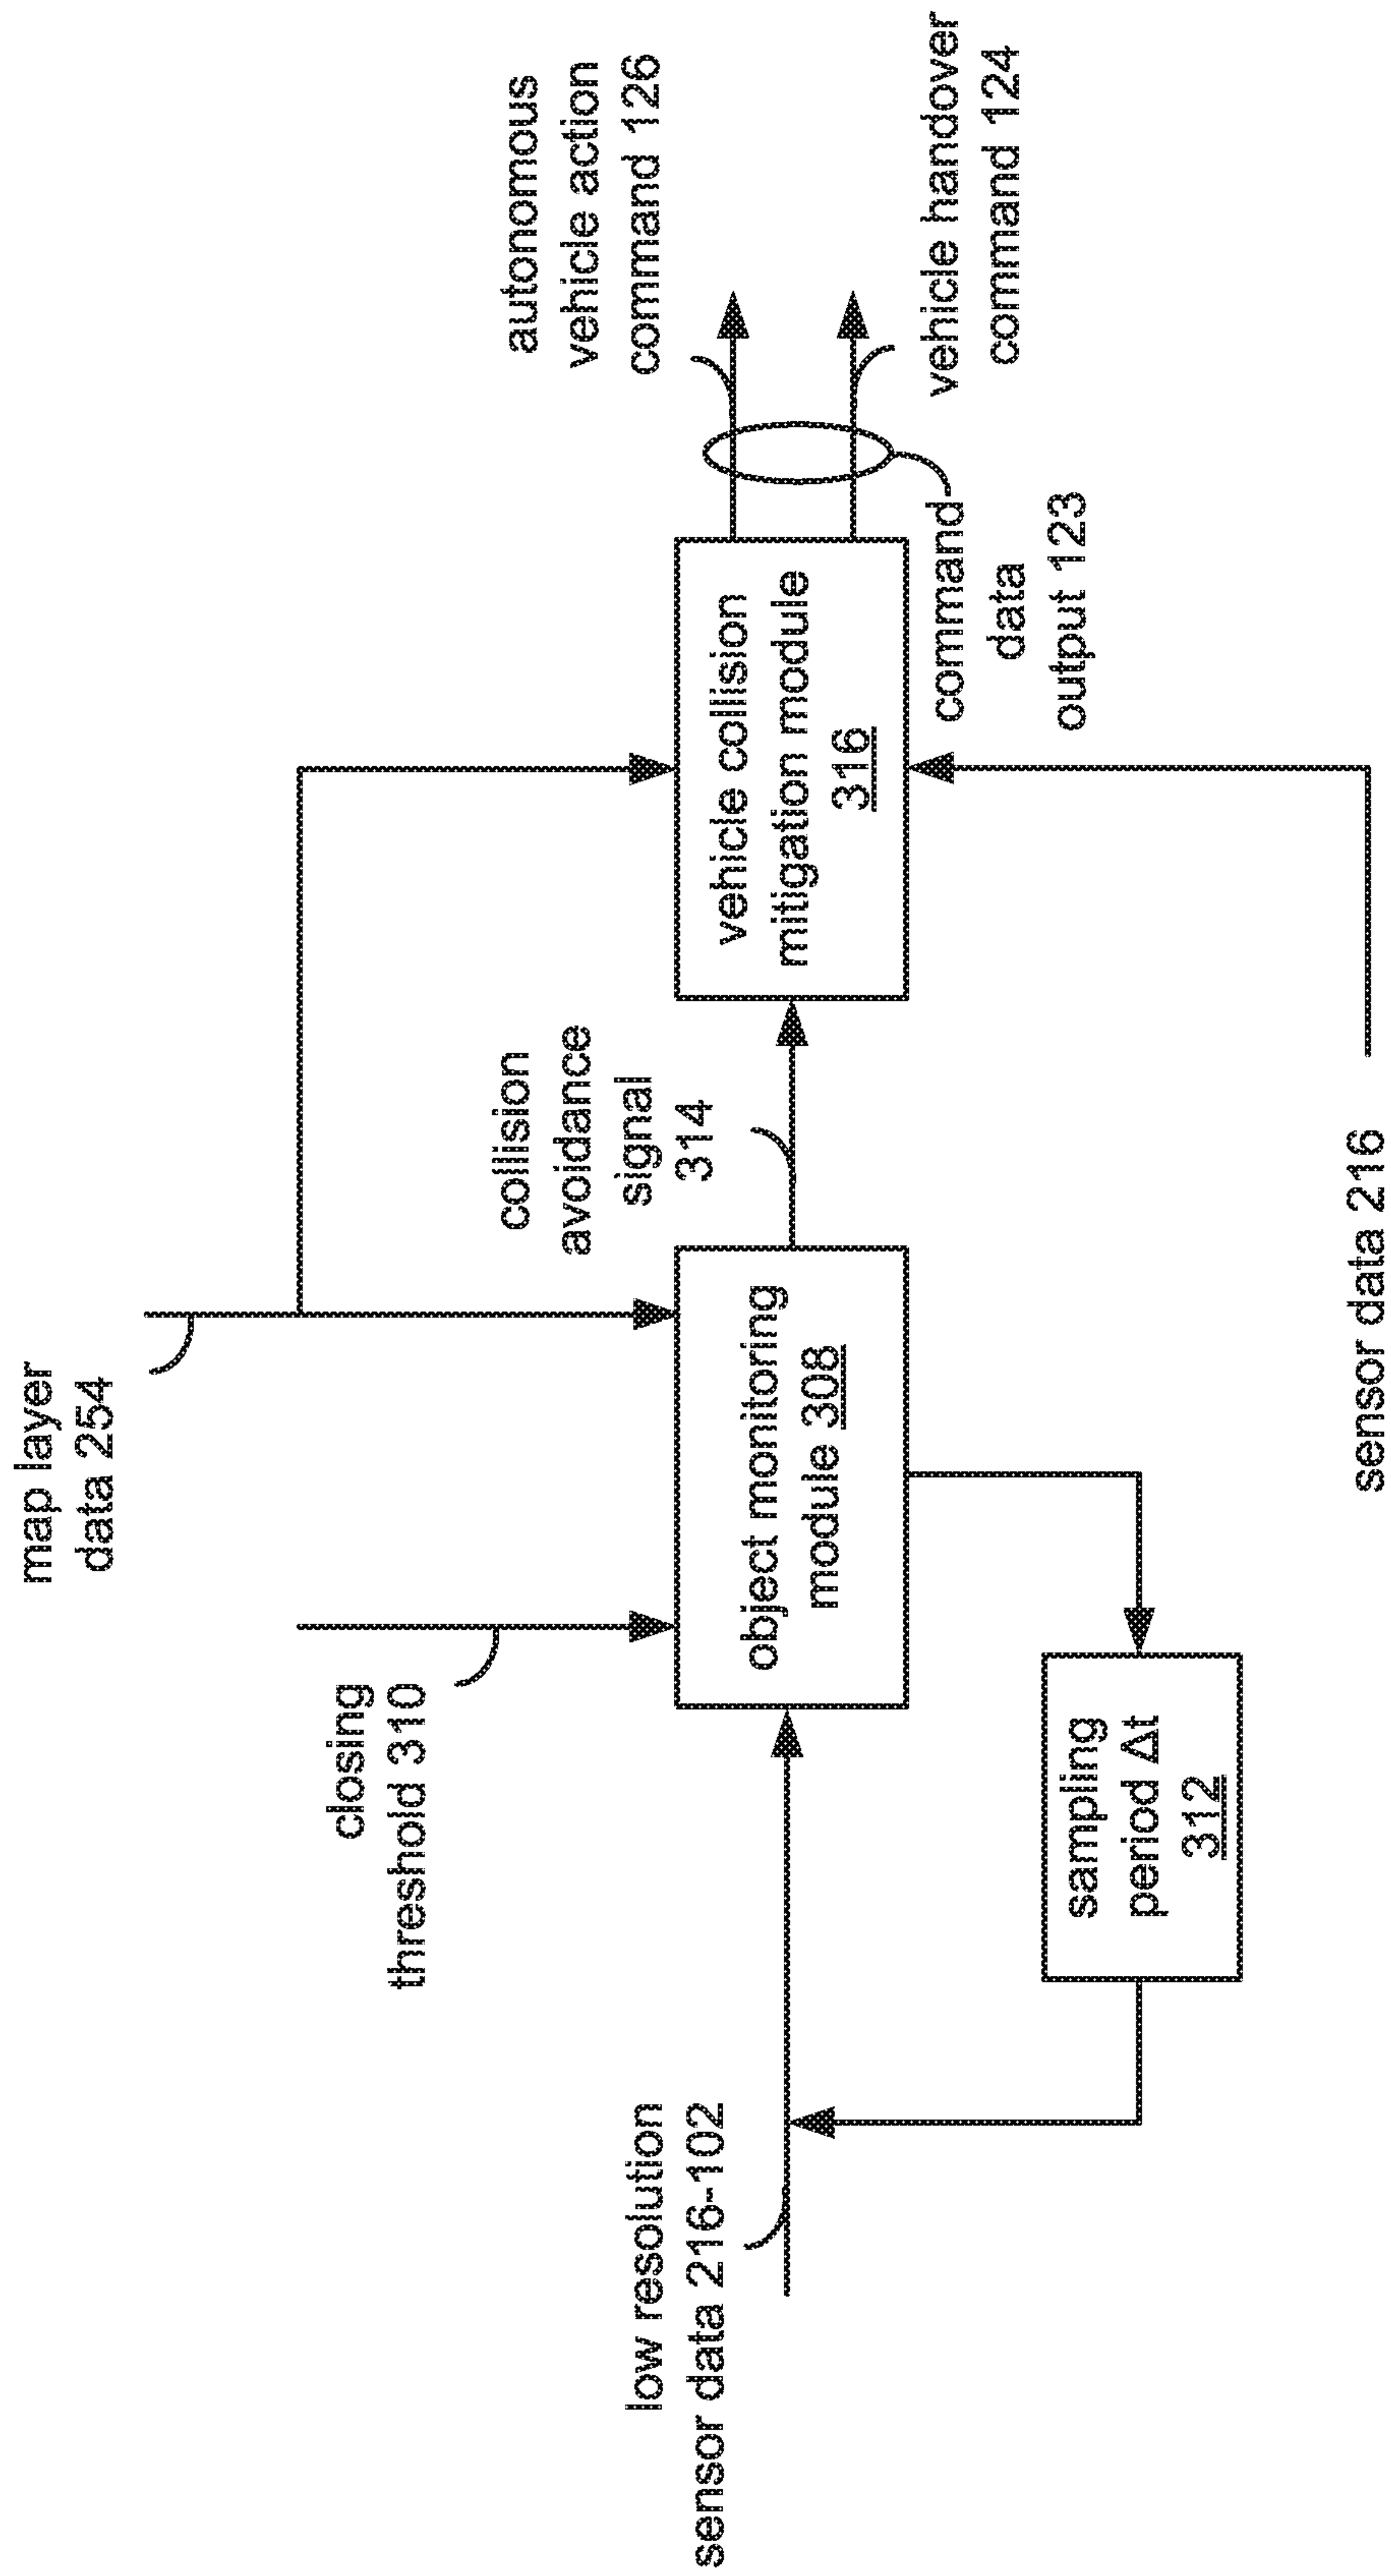 map layer
data 254
closing
threshold 310
low resolution
sensor data 216-102
object monitoring
module 308
sampling
period Δt
312
collision
avoidance
signal
314
vehicle collision
mitigation module
316
autonomous
vehicle action
command 126
vehicle handover
command 124
command
data
output 123
sensor data 216